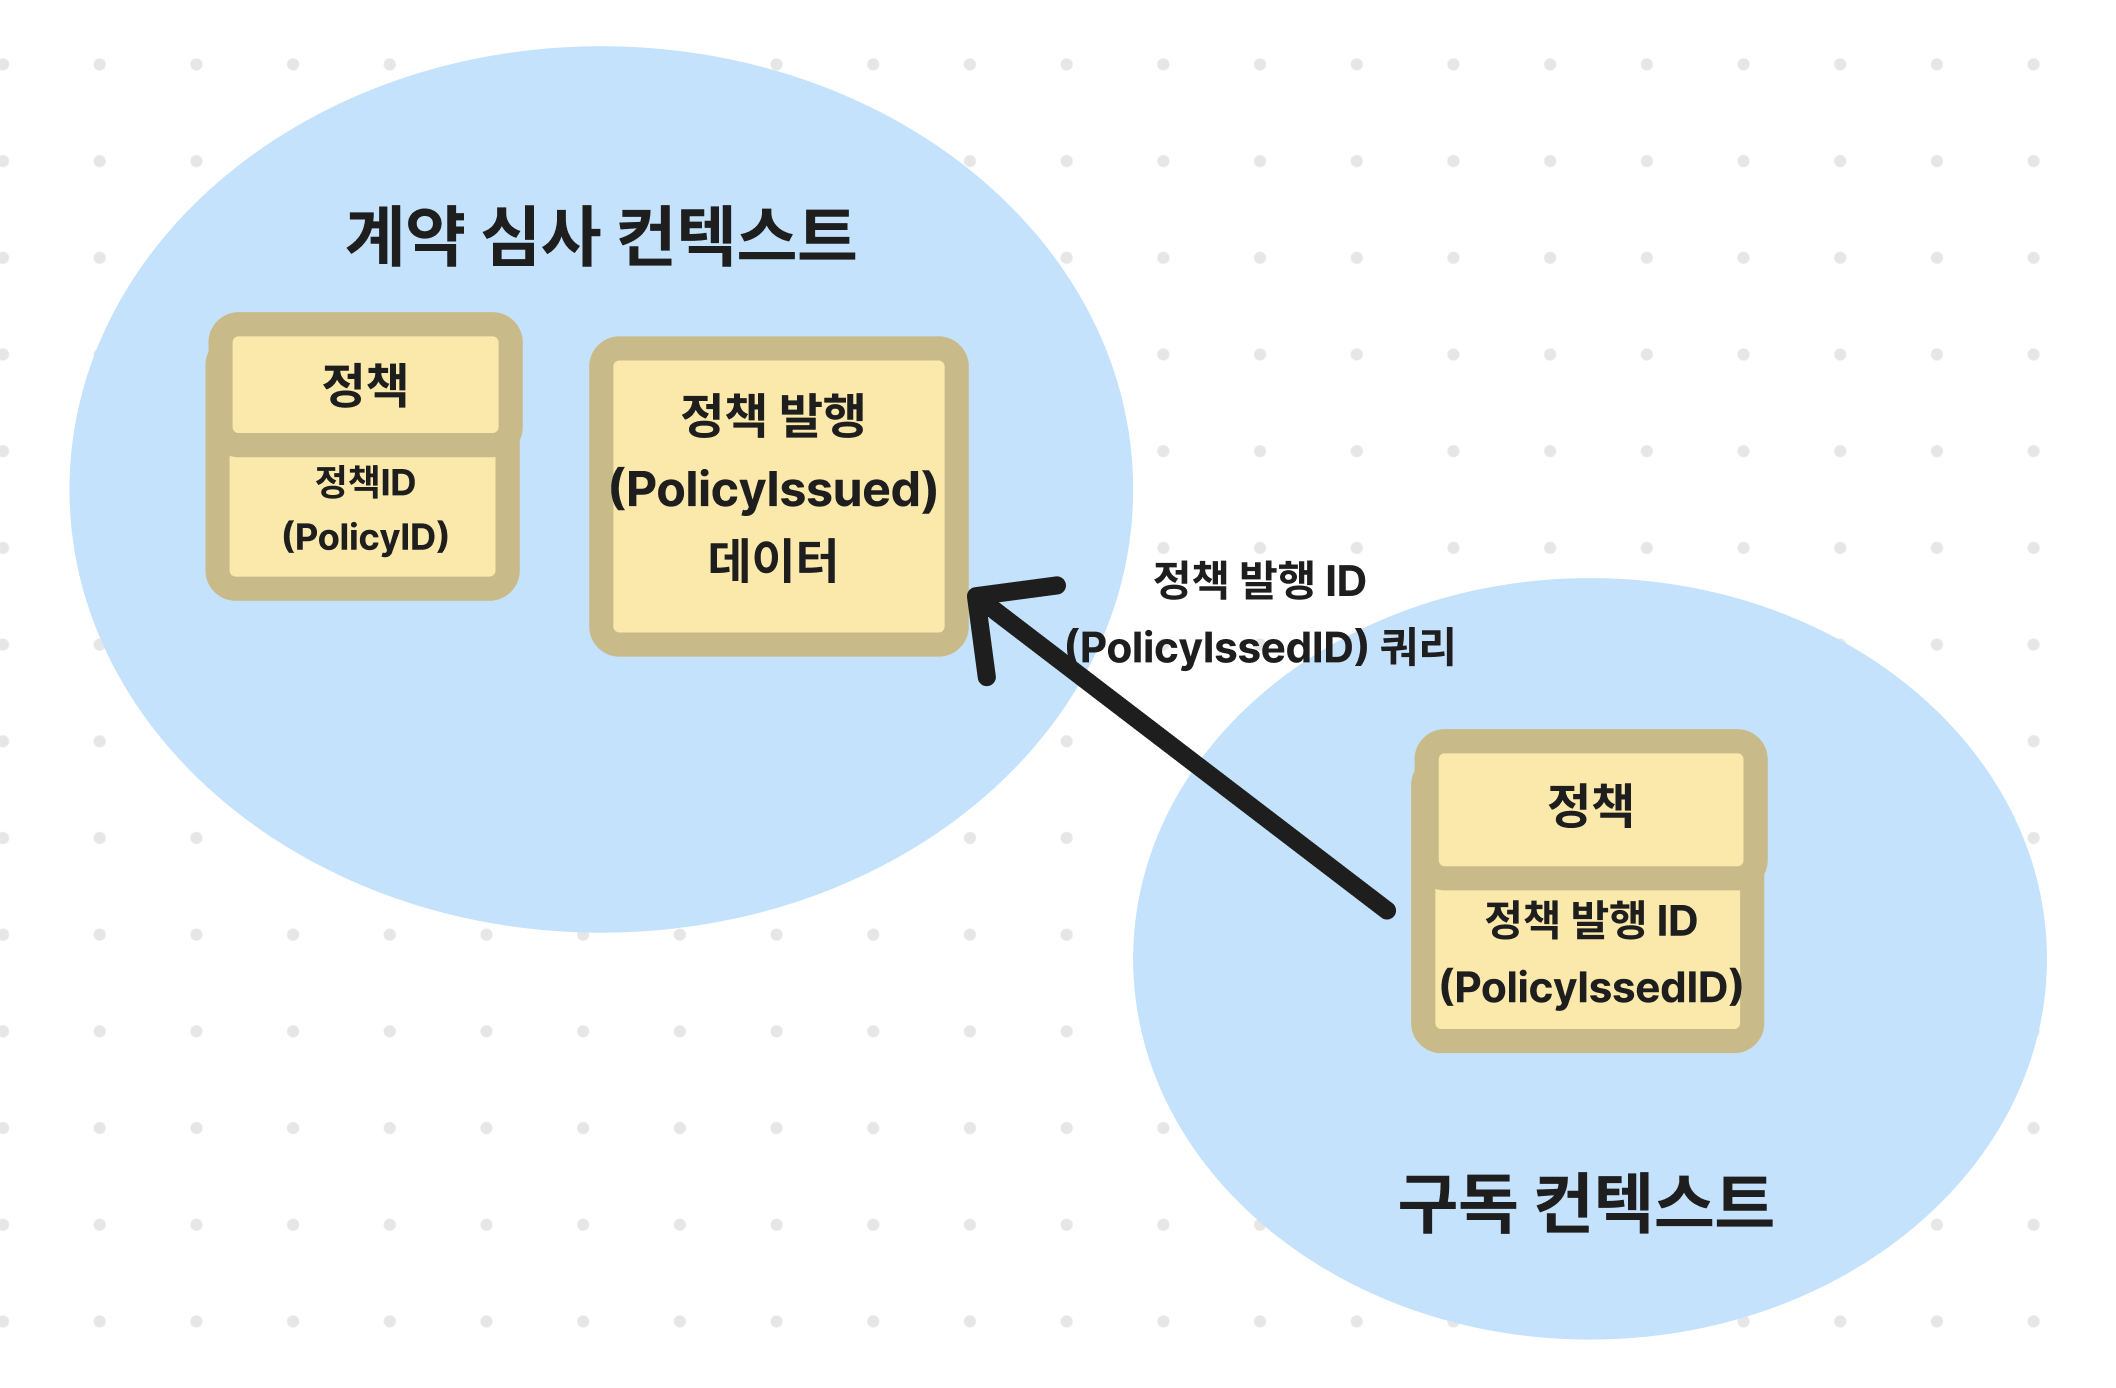 계약 심사 컨텍스트
정책
정책ID
(PolicyID)
정책 발행
(PolicyIssued)
데이터
정책 발행 ID
(PolicyIssedID) 쿼리
정책
정책 발행 ID
(PolicyIssedID)
구독 컨텍스트